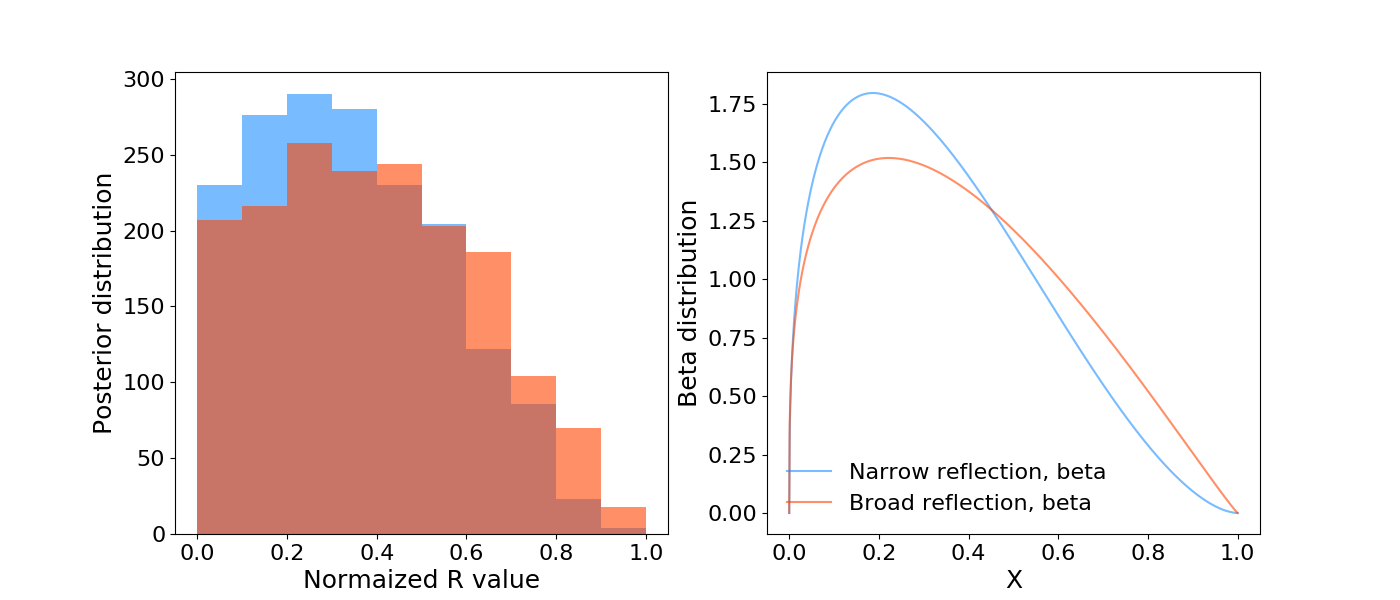 Posterior distribution
300
250
200
150
100
50
0
0.0 0.2 0.4 0.6 0.8 1.0
Normaized R value
Beta distribution
1.75
1.50
1.25
1.00
0.75
0.50
0.25
0.00
Narrow reflection, beta
Broad reflection, beta
0.0 0.2 0.4 0.6 0.8 1.0
X